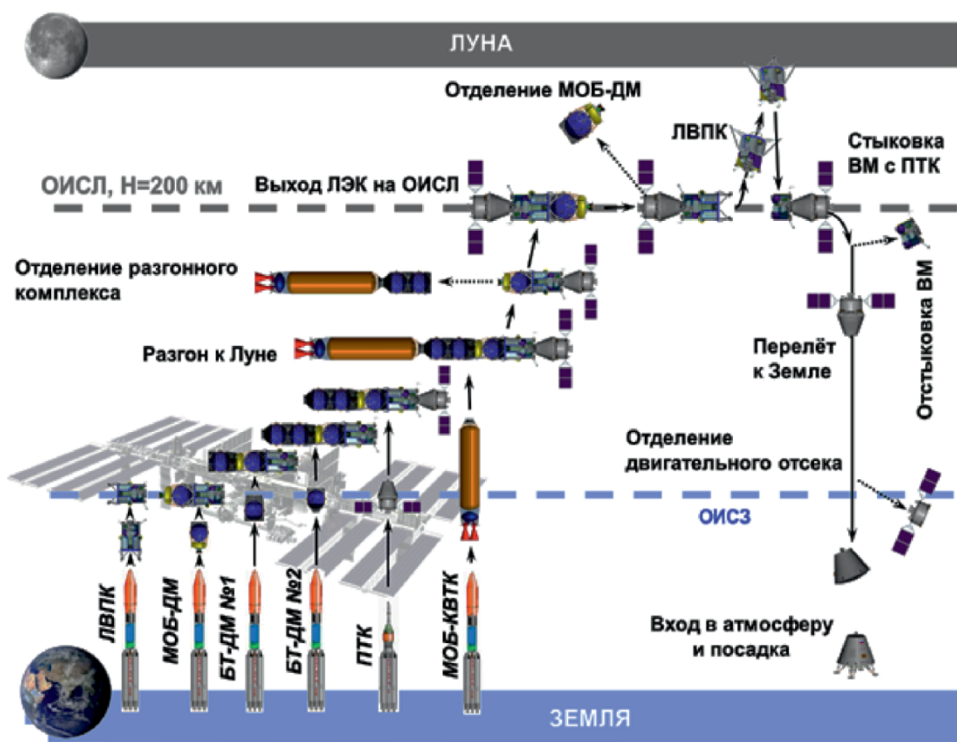 ЛУНА
Отделение МОБ-ДМ
ЛВПК
Стыковка
ВМ с ПТК
ОИСЛ, H=200 км
Выход ЛЭК на ОИСЛ
Отделение разгонного
комплекса
Отстыковка ВМ
Разгон к Луне
Перелёт
к Земле
Отделение
двигательного отсека
ОИСЗ
ЛВПК
МОБ-ДМ
БТ-ДМ №1
БТ-ДМ №2
ПТК
МОБ-КВТК
Вход в атмосферу
и посадка
ЗЕМЛЯ